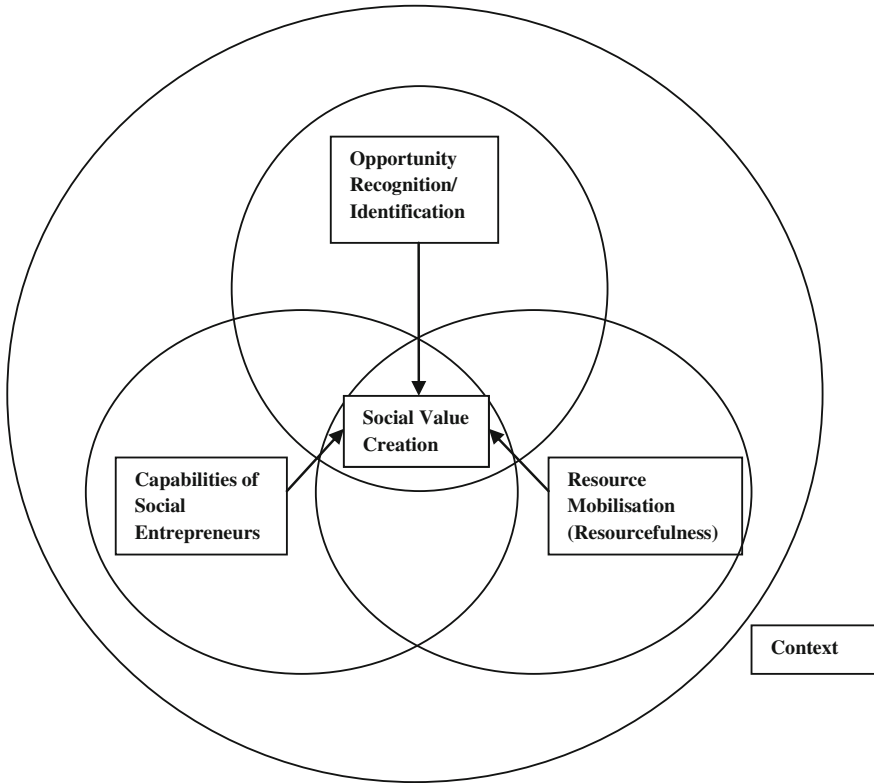 Opportunity
Recognition/
Identification
Social Value
Creation
Capabilities of
Social
Entrepreneurs
Resource
Mobilisation
(Resourcefulness)
Context